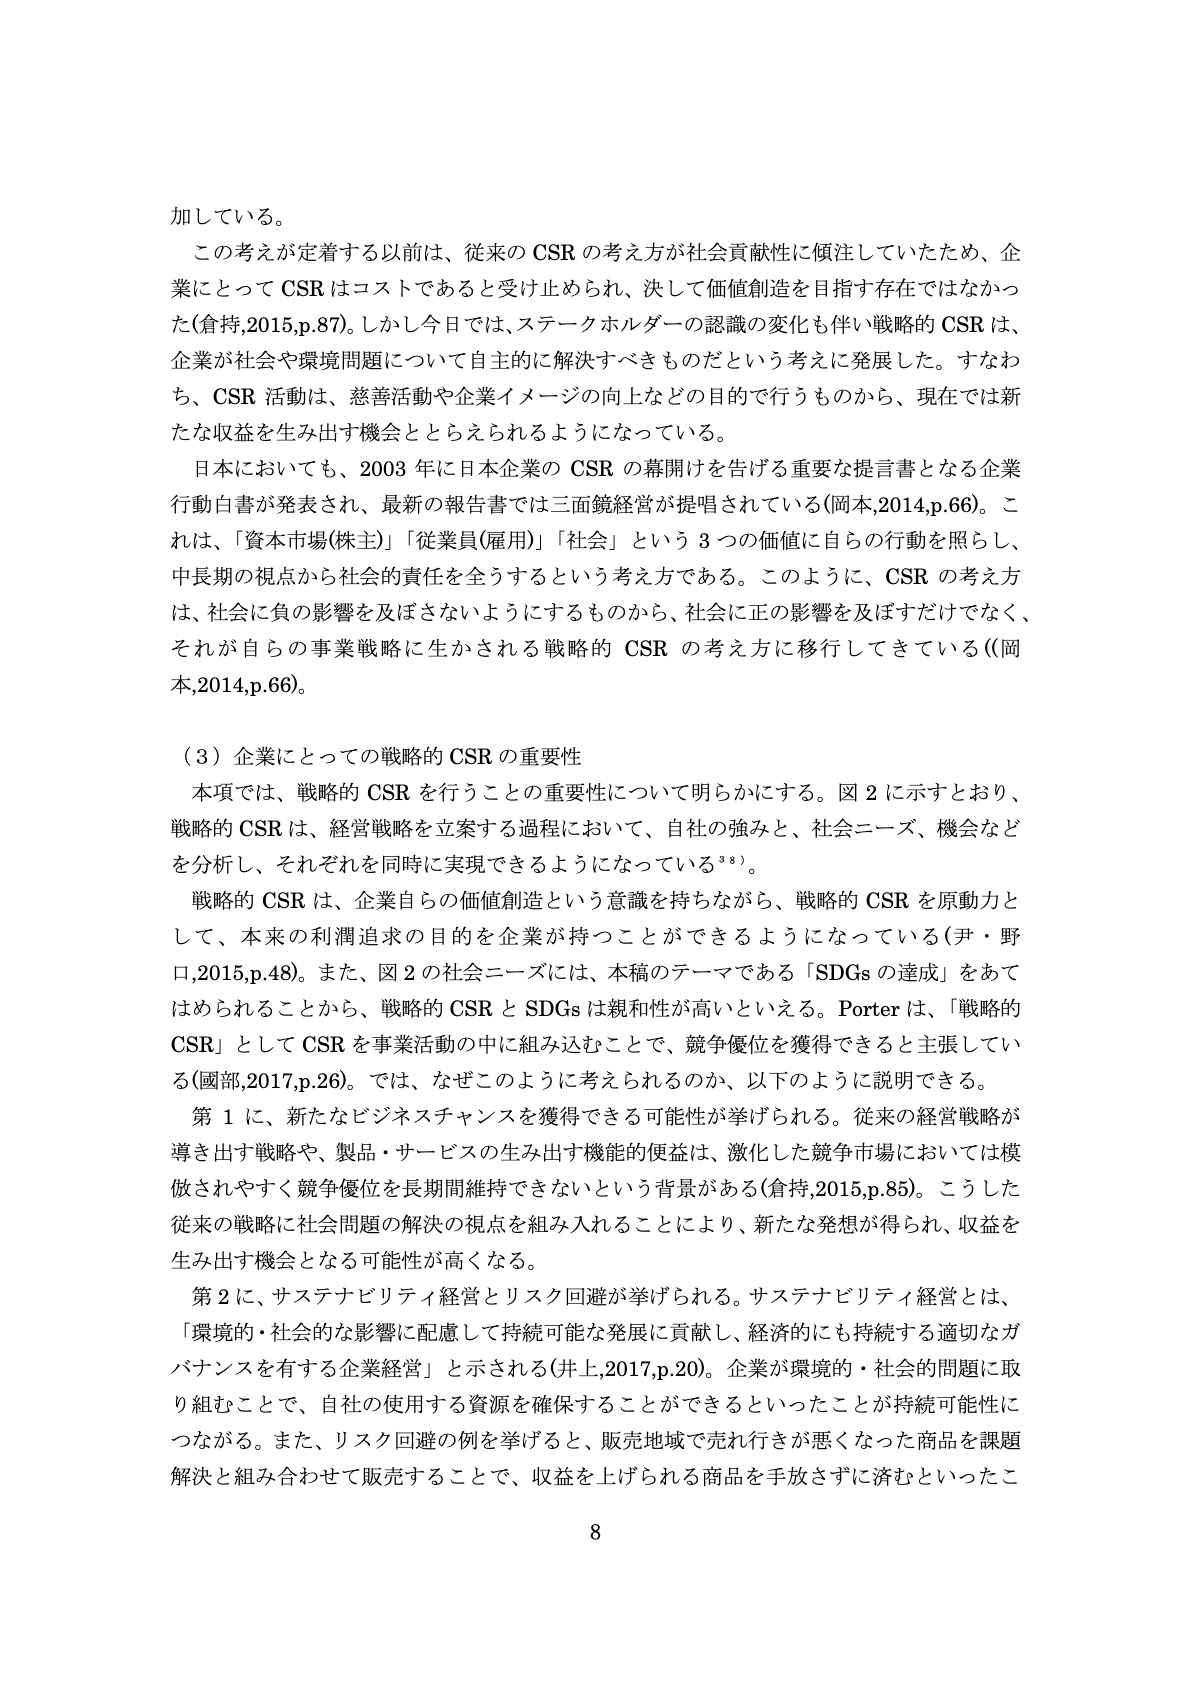 加している。
この考えが定着する以前は、従来の CSR の考え方が社会貢献性に傾注していたため、企
業にとって CSR はコストであると受け止められ、決して価値創造を目指す存在ではなかっ
た(倉持,2015,p.87)。しかし今日では、ステークホルダーの認識の変化も伴い戦略的 CSR は、
企業が社会や環境問題について自主的に解決すべきものだという考えに発展した。すなわ
ち、CSR 活動は、慈善活動や企業イメージの向上などの目的で行うものから、現在では新
たな収益を生み出す機会ととらえられるようになっている。
日本においても、2003 年に日本企業の CSR の幕開けを告げる重要な提言書となる企業
行動白書が発表され、最新の報告書では三面鏡経営が提唱されている(岡本,2014,p.66)。こ
れは、「資本市場(株主)」「従業員(雇用)」「社会」という 3 つの価値に自らの行動を照らし、
中長期の視点から社会的責任を全うするという考え方である。このように、CSR の考え方
は、社会に負の影響を及ぼさないようにするものから、社会に正の影響を及ぼすだけでなく、
それが自らの事業戦略に生かされる戦略的 CSR の考え方に移行してきている((岡
本,2014,p.66)。
（3）企業にとっての戦略的 CSR の重要性
本項では、戦略的 CSR を行うことの重要性について明らかにする。図 2 に示すとおり、
戦略的 CSR は、経営戦略を立案する過程において、自社の強みと、社会ニーズ、機会など
を分析し、それぞれを同時に実現できるようになっている³⁸⁾。
戦略的 CSR は、企業自らの価値創造という意識を持ちながら、戦略的 CSR を原動力と
して、本来の利潤追求の目的を企業が持つことができるようになっている(尹・野
口,2015,p.48)。また、図 2 の社会ニーズには、本稿のテーマである「SDGs の達成」をあて
はめられることから、戦略的 CSR と SDGs は親和性が高いといえる。Porter は、「戦略的
CSR」として CSR を事業活動の中に組み込むことで、競争優位を獲得できると主張してい
る(國部,2017,p.26)。では、なぜこのように考えられるのか、以下のように説明できる。
第 1 に、新たなビジネスチャンスを獲得できる可能性が挙げられる。従来の経営戦略が
導き出す戦略や、製品・サービスの生み出す機能的便益は、激化した競争市場においては模
倣されやすく競争優位を長期間維持できないという背景がある(倉持,2015,p.85)。こうした
従来の戦略に社会問題の解決の視点を組み入れることにより、新たな発想が得られ、収益を
生み出す機会となる可能性が高くなる。
第 2 に、サステナビリティ経営とリスク回避が挙げられる。サステナビリティ経営とは、
「環境的・社会的な影響に配慮して持続可能な発展に貢献し、経済的にも持続する適切なガ
バナンスを有する企業経営」と示される(井上,2017,p.20)。企業が環境的・社会的問題に取
り組むことで、自社の使用する資源を確保することができるといったことが持続可能性に
つながる。また、リスク回避の例を挙げると、販売地域で売れ行きが悪くなった商品を課題
解決と組み合わせて販売することで、収益を上げられる商品を手放さずに済むといったこ
8